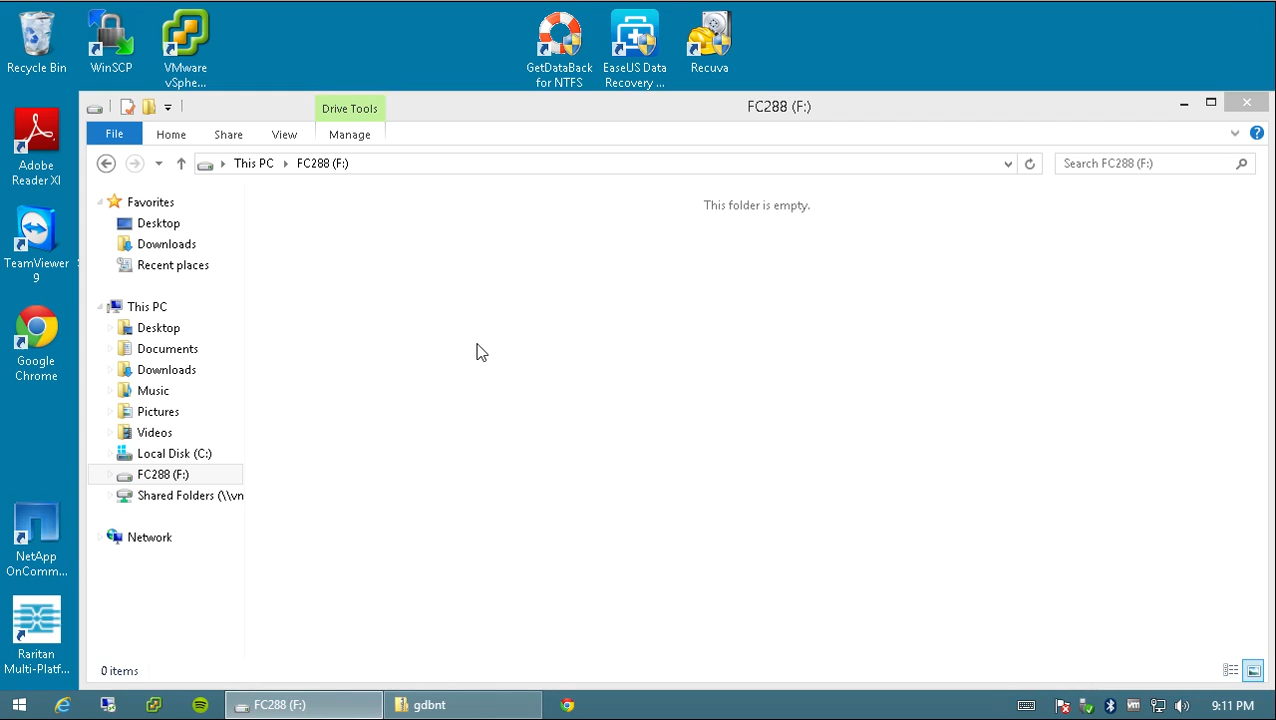 Recycle Bin
WinSCP
VMware
vSphe...
GetDataBack
for NTFS
EaseUS Data
Recovery ...
Recuva
Adobe
Reader XI
TeamViewer
9
Google
Chrome
NetApp
OnComm...
Raritan
Multi-Platf...
Drive Tools
FC288 (F:)
File
Home
Share
View
Manage
This PC
FC288 (F:)
Search FC288 (F:)
This folder is empty.
Favorites
Desktop
Downloads
Recent places
This PC
Desktop
Documents
Downloads
Music
Pictures
Videos
Local Disk (C:)
FC288 (F:)
Shared Folders (\\vn
Network
0 items
FC288 (F:)
gdbnt
9:11 PM